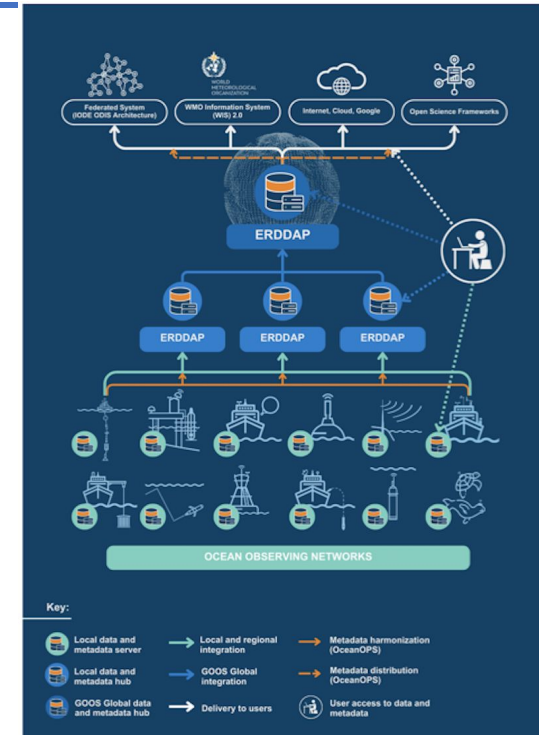 WORLD
METEOROLOGICAL
ORGANIZATION
Federated System
(IODE ODIS Architecture)
WMO Information System
(WIS) 2.0
Internet, Cloud, Google
Open Science Frameworks
ERDDAP
ERDDAP
ERDDAP
ERDDAP
OCEAN OBSERVING NETWORKS
Key:
Local data and
metadata server
Local and regional
integration
Metadata harmonization
(OceanOPS)
Local data and
metadata hub
GOOS Global
integration
Metadata distribution
(OceanOPS)
GOOS Global data
and metadata hub
Delivery to users
User access to data and
metadata